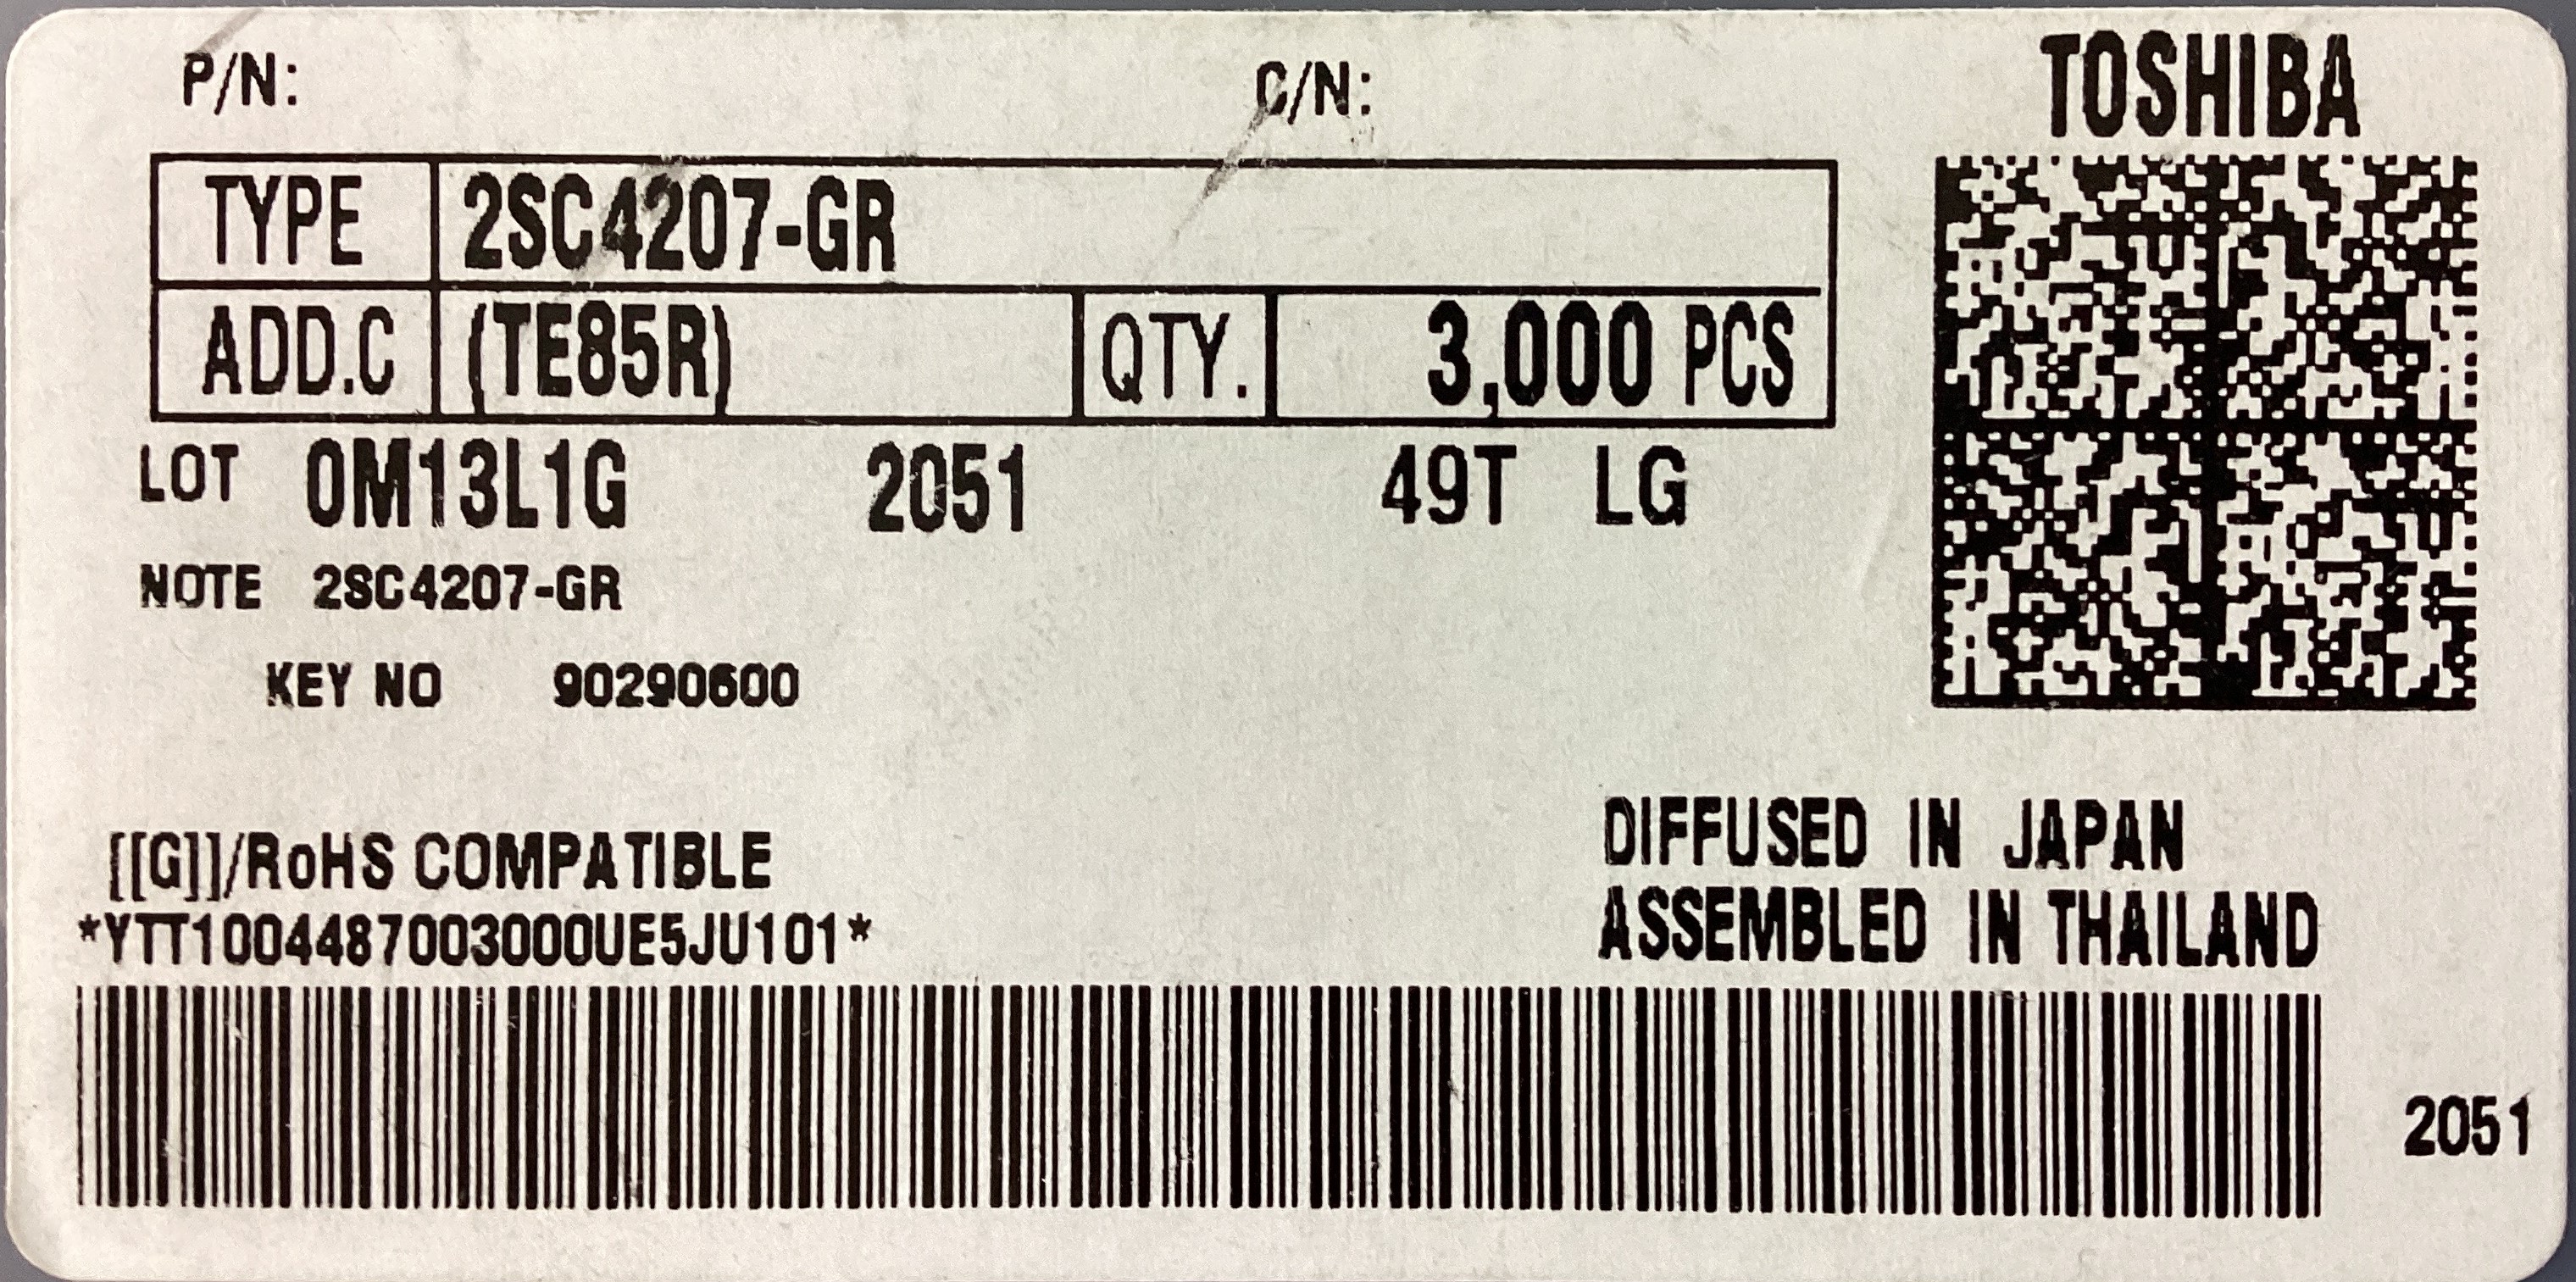 P/N: C/N: TOSHIBA
TYPE 2SC4207-GR
ADD.C (TE85R) QTY. 3,000 PCS
LOT 0M13L1G 2051 49T LG
NOTE 2SC4207-GR
KEY NO 90290600
[[G]]/RoHS COMPATIBLE
*YTT1004487003000UE5JU101*
DIFFUSED IN JAPAN
ASSEMBLED IN THAILAND
2051